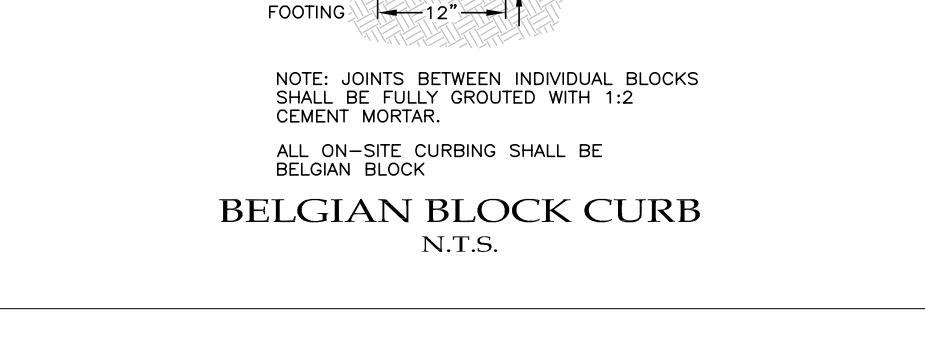 FOOTING
12"
NOTE: JOINTS BETWEEN INDIVIDUAL BLOCKS
SHALL BE FULLY GROUTED WITH 1:2
CEMENT MORTAR.
ALL ON-SITE CURBING SHALL BE
BELGIAN BLOCK
BELGIAN BLOCK CURB
N.T.S.